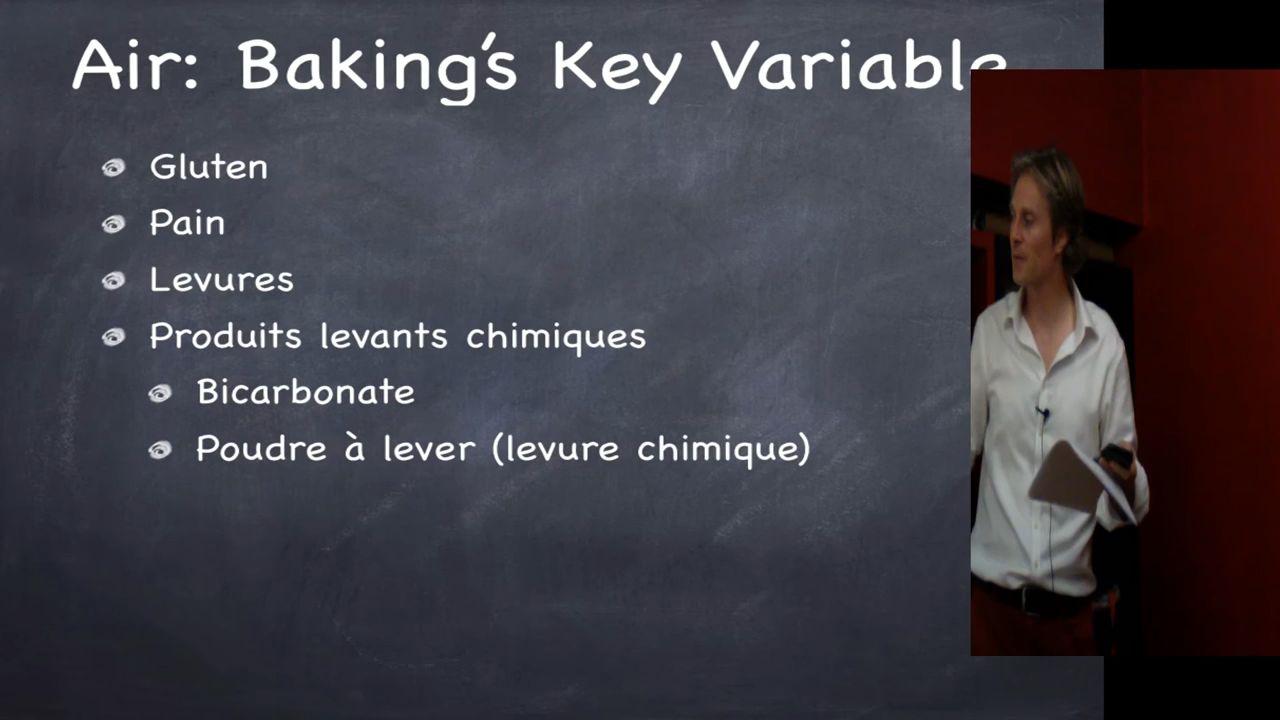 Air: Baking's Key Variable
Gluten
Pain
Levures
Produits levants chimiques
Bicarbonate
Poudre à lever (levure chimique)